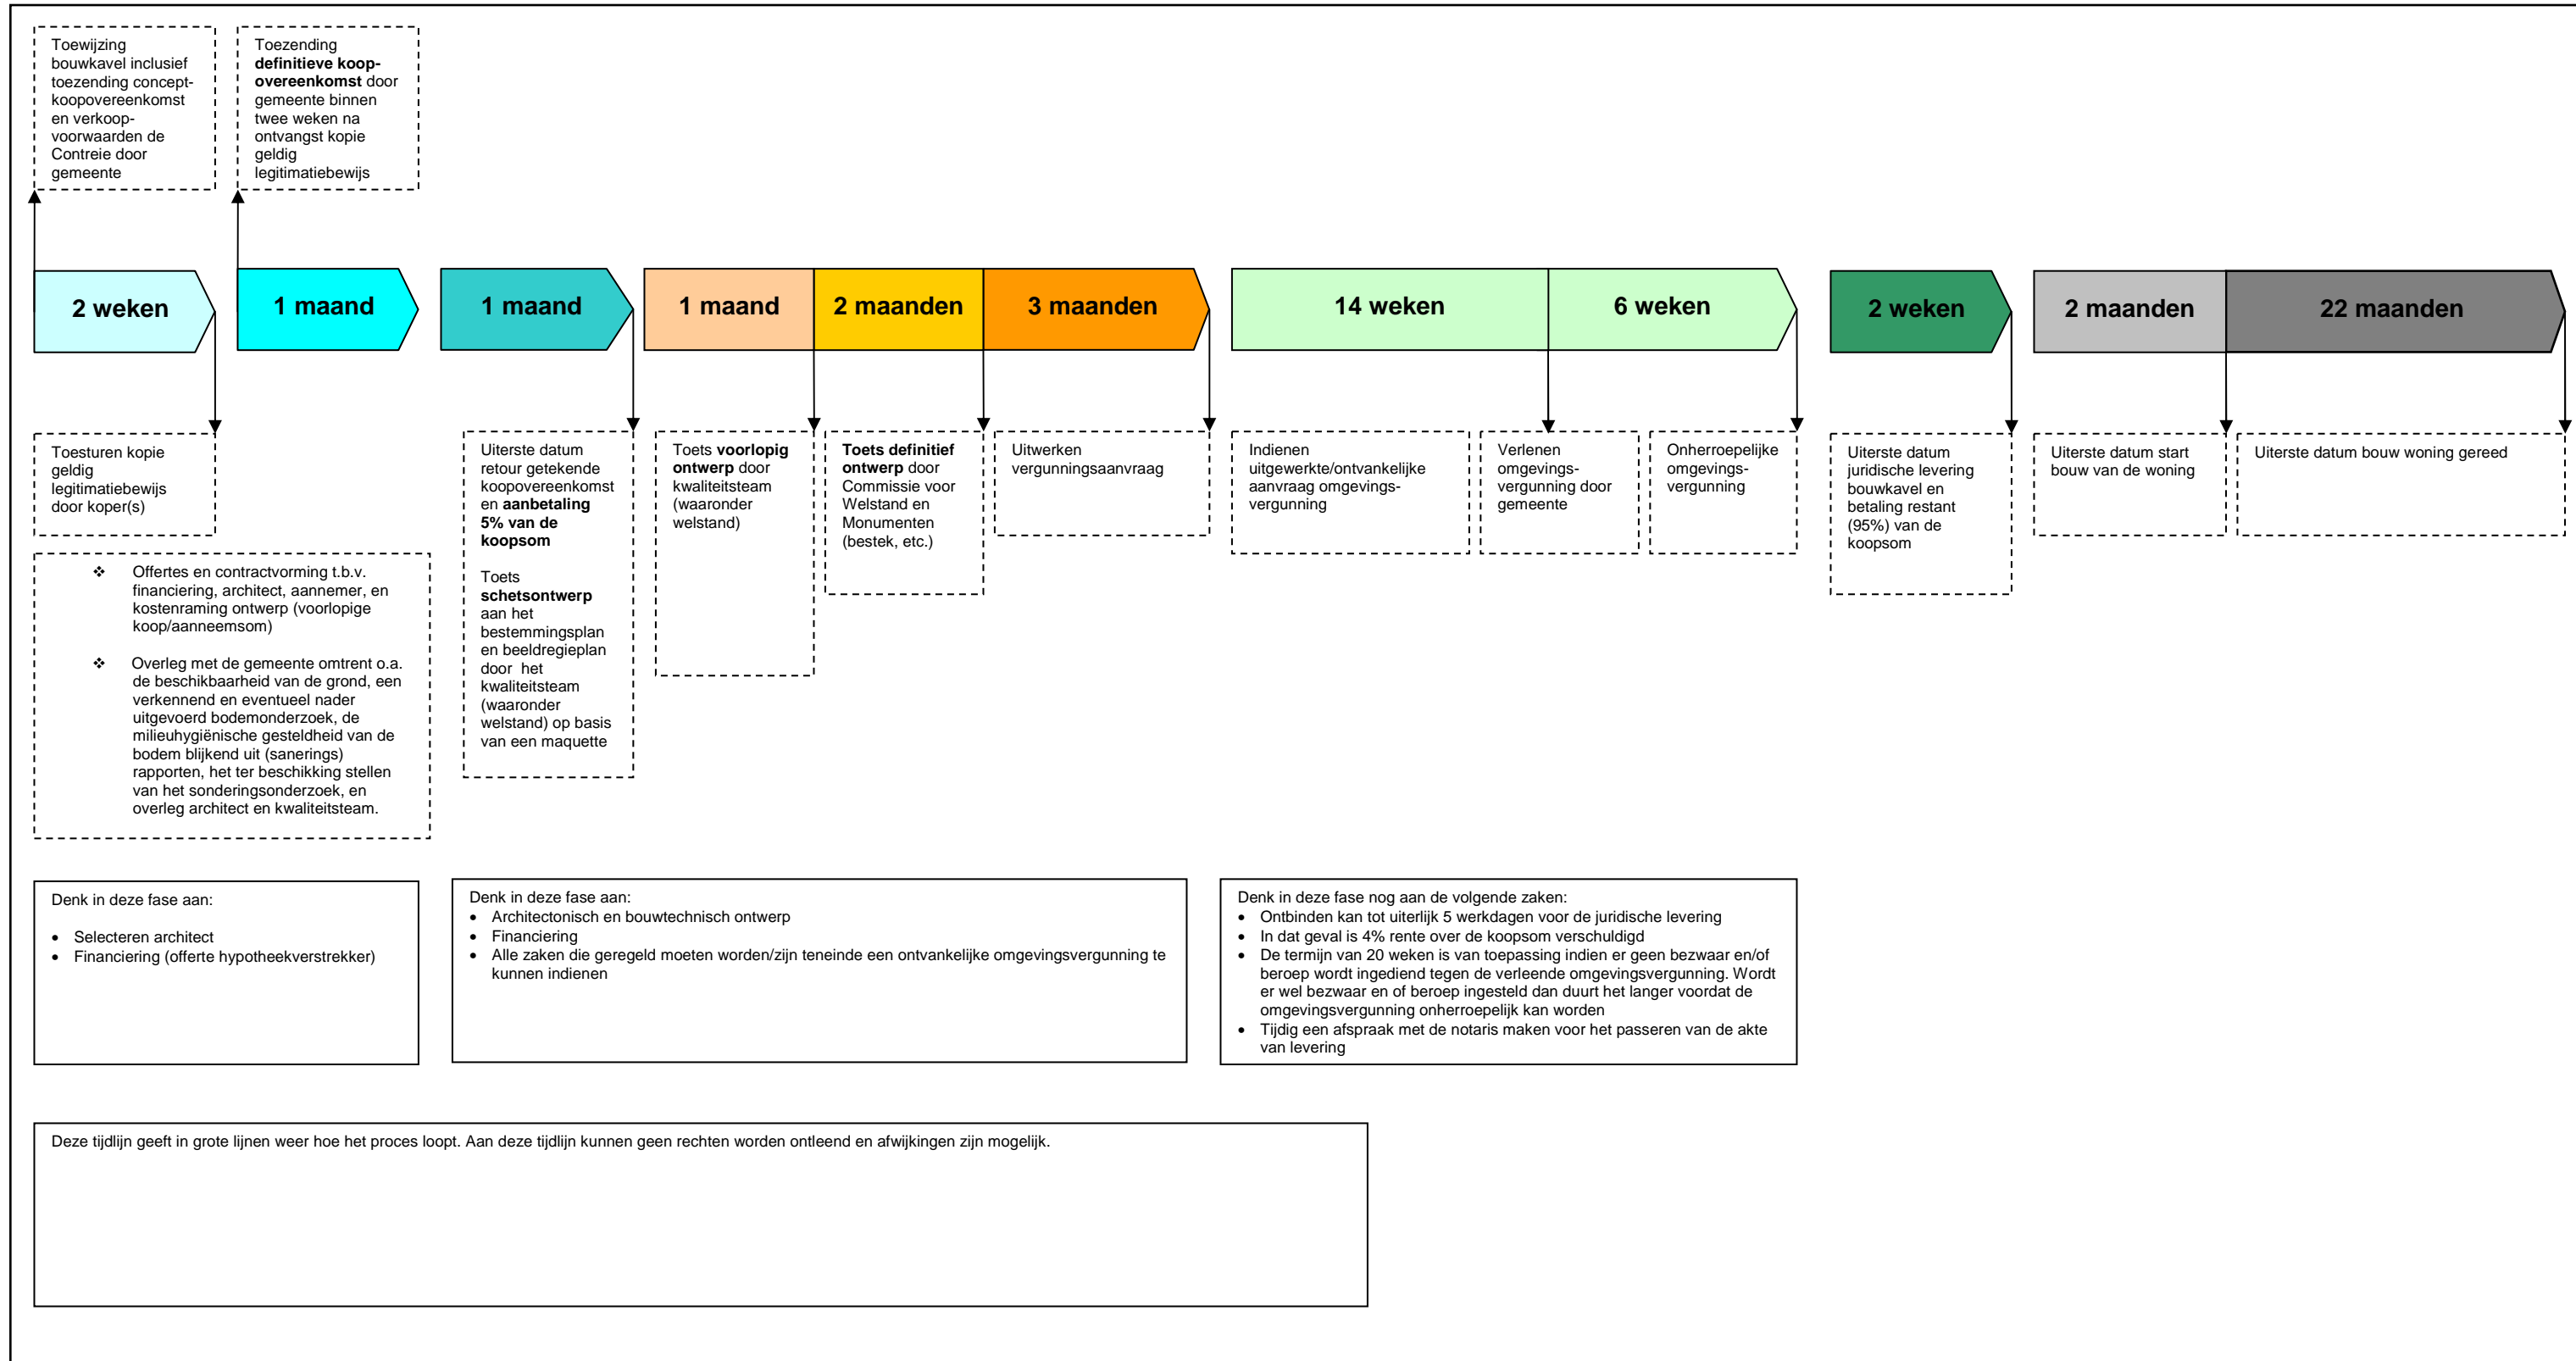 Toewijzing
bouwkavel inclusief
toezending concept-
koopovereenkomst
en verkoop-
voorwaarden de
Contreie door
gemeente
Toezending
definitieve koop-
overeenkomst door
gemeente binnen
twee weken na
ontvangst kopie
geldig
legitimatiebewijs
2 weken
1 maand
1 maand
1 maand
2 maanden
3 maanden
14 weken
6 weken
2 weken
2 maanden
22 maanden
Toesturen kopie
geldig
legitimatiebewijs
door koper(s)
Uiterste datum
retour getekende
koopovereenkomst
en aanbetaling
5% van de
koopsom
Toets
schetsontwerp
aan het
bestemmingsplan
en beeldregieplan
door het
kwaliteitsteam
(waaronder
welstand) op basis
van een maquette
Toets voorlopig
ontwerp door
kwaliteitsteam
(waaronder
welstand)
Toets definitief
ontwerp door
Commissie voor
Welstand en
Monumenten
(bestek, etc.)
Uitwerken
vergunningsaanvraag
Indienen
uitgewerkte/ontvankelijke
aanvraag omgevings-
vergunning
Verlenen
omgevings-
vergunning door
gemeente
Onherroepelijke
omgevings-
vergunning
Uiterste datum
juridische levering
bouwkavel en
betaling restant
(95%) van de
koopsom
Uiterste datum start
bouw van de woning
Uiterste datum bouw woning gereed
❖ Offertes en contractvorming t.b.v.
financiering, architect, aannemer, en
kostenraming ontwerp (voorlopige
koop/aanneemsom)
❖ Overleg met de gemeente omtrent o.a.
de beschikbaarheid van de grond, een
verkennend en eventueel nader
uitgevoerd bodemonderzoek, de
milieuhygiënische gesteldheid van de
bodem blijkend uit (sanerings)
rapporten, het ter beschikking stellen
van het sonderingsonderzoek, en
overleg architect en kwaliteitsteam.
Denk in deze fase aan:
• Selecteren architect
• Financiering (offerte hypotheekverstrekker)
Denk in deze fase aan:
• Architectonisch en bouwtechnisch ontwerp
• Financiering
• Alle zaken die geregeld moeten worden/zijn teneinde een ontvankelijke omgevingsvergunning te
kunnen indienen
Denk in deze fase nog aan de volgende zaken:
• Ontbinden kan tot uiterlijk 5 werkdagen voor de juridische levering
• In dat geval is 4% rente over de koopsom verschuldigd
• De termijn van 20 weken is van toepassing indien er geen bezwaar en/of
beroep wordt ingediend tegen de verleende omgevingsvergunning. Wordt
er wel bezwaar en of beroep ingesteld dan duurt het langer voordat de
omgevingsvergunning onherroepelijk kan worden
• Tijdig een afspraak met de notaris maken voor het passeren van de akte
van levering
Deze tijdlijn geeft in grote lijnen weer hoe het proces loopt. Aan deze tijdlijn kunnen geen rechten worden ontleend en afwijkingen zijn mogelijk.